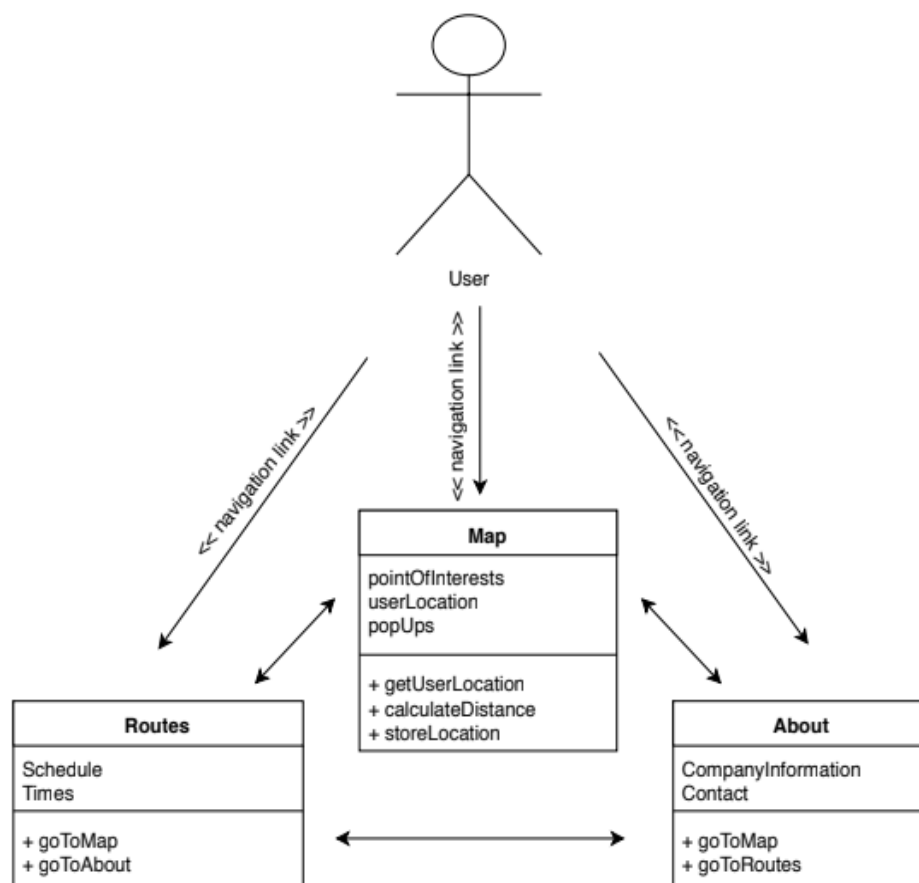 User
<< navigation link >>
<< navigation link >>
<< navigation link >>
Map
pointOfInterests
userLocation
popUps
+ getUserLocation
+ calculateDistance
+ storeLocation
Routes
Schedule
Times
+ goToMap
+ goToAbout
About
CompanyInformation
Contact
+ goToMap
+ goToRoutes